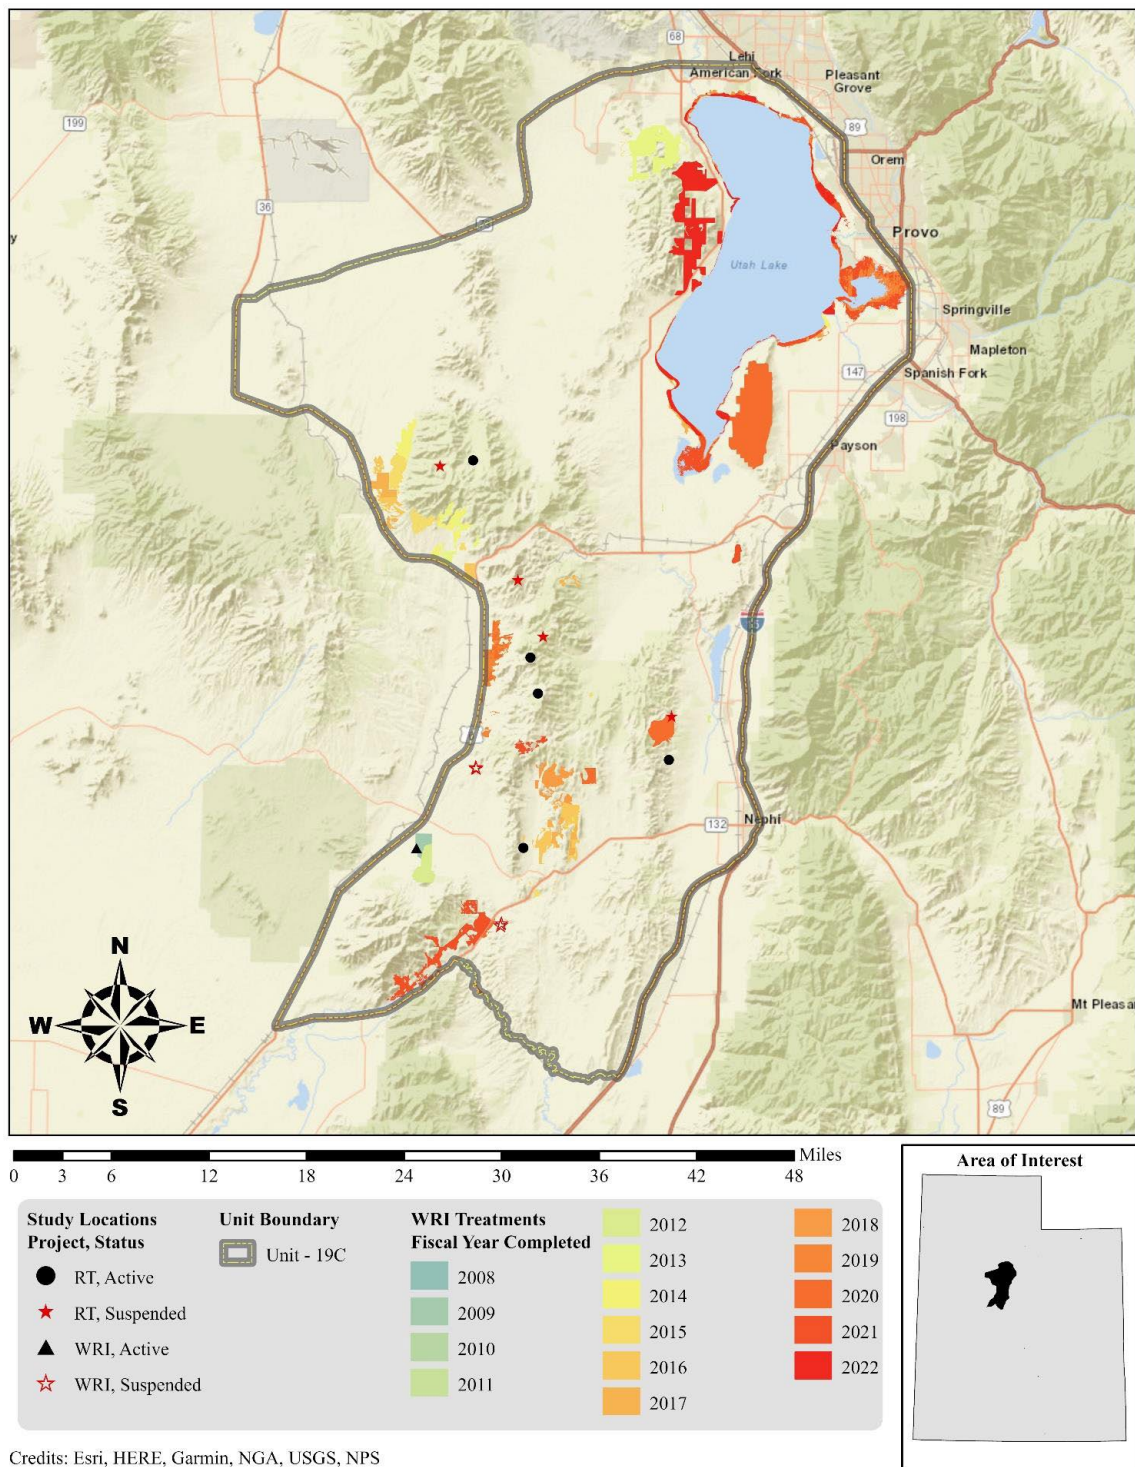 68
Lehi
American Fork
Pleasant
Grove
199
89
Orem
36
Provo
Utah Lake
Springville
Mapleton
147
Spanish Fork
198
Payson
132
Nephi
N
W
E
S
Mt Pleasan
89
Miles
0 3 6 12 18 24 30 36 42 48
Study Locations
Project, Status
RT, Active
RT, Suspended
WRI, Active
WRI, Suspended
Unit Boundary
Unit - 19C
WRI Treatments
Fiscal Year Completed
2008
2009
2010
2011
2012
2013
2014
2015
2016
2017
2018
2019
2020
2021
2022
Area of Interest
Credits: Esri, HERE, Garmin, NGA, USGS, NPS